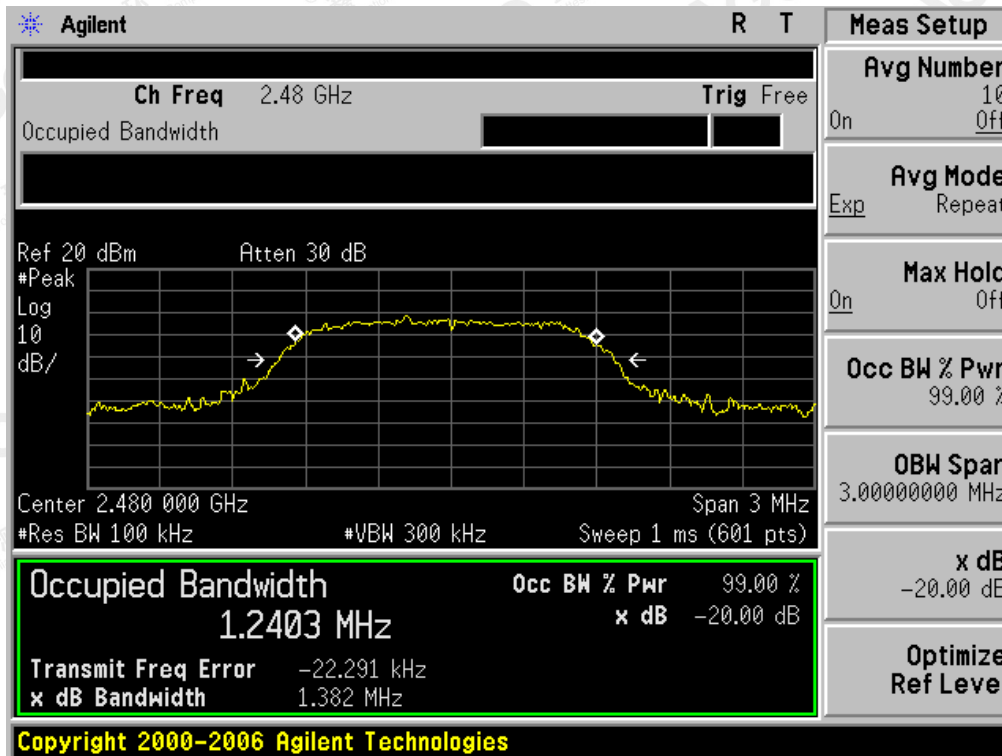 Agilent R T
Ch Freq 2.48 GHz Trig Free
Occupied Bandwidth
Ref 20 dBm Atten 30 dB
#Peak
Log
10
dB/
Center 2.480 000 GHz Span 3 MHz
#Res BW 100 kHz #VBW 300 kHz Sweep 1 ms (601 pts)
Occupied Bandwidth
1.2403 MHz
Occ BW % Pwr 99.00 %
x dB -20.00 dB
Transmit Freq Error -22.291 kHz
x dB Bandwidth 1.382 MHz
Copyright 2000-2006 Agilent Technologies
Meas Setup
Avg Number
10
On Off
Avg Mode
Exp Repeat
Max Hold
On Off
Occ BW % Pwr
99.00 %
OBW Span
3.00000000 MHz
x dB
-20.00 dB
Optimize
Ref Level